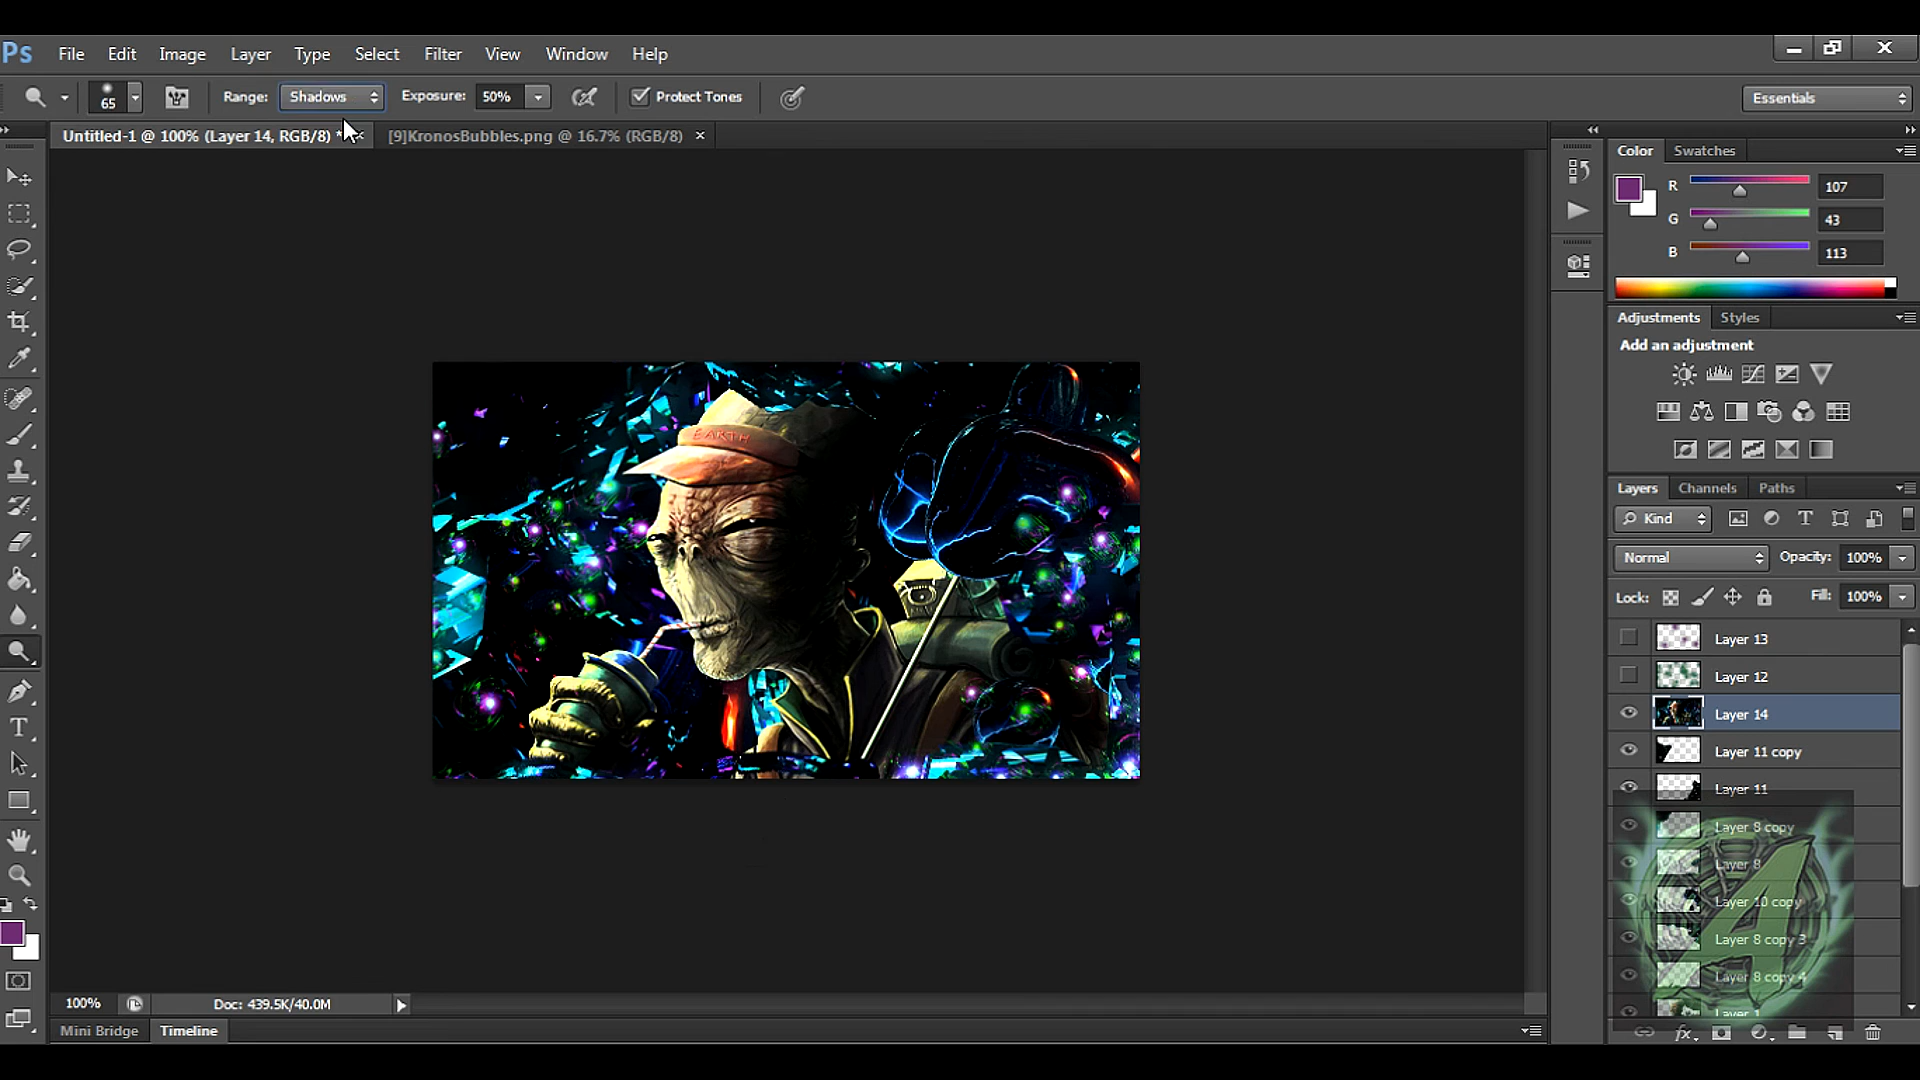 Ps File Edit Image Layer Type Select Filter View Window Help
65 Range: Shadows Exposure: 50% Protect Tones Essentials
Untitled-1 @ 100% (Layer 14, RGB/8) * × [9]KronosBubbles.png @ 16.7% (RGB/8) ×
Color Swatches
R 107
G 43
B 113
Adjustments Styles
Add an adjustment
EARTH
Layers Channels Paths
Kind
Normal Opacity: 100%
Lock: Fill: 100%
Layer 13
Layer 12
Layer 14
Layer 11 copy
Layer 11
Layer 8 copy
Layer 8
Layer 10 copy
Layer 8 copy 3
Layer 8 copy 4
Layer 1
100% Doc: 439.5K/40.0M
Mini Bridge Timeline